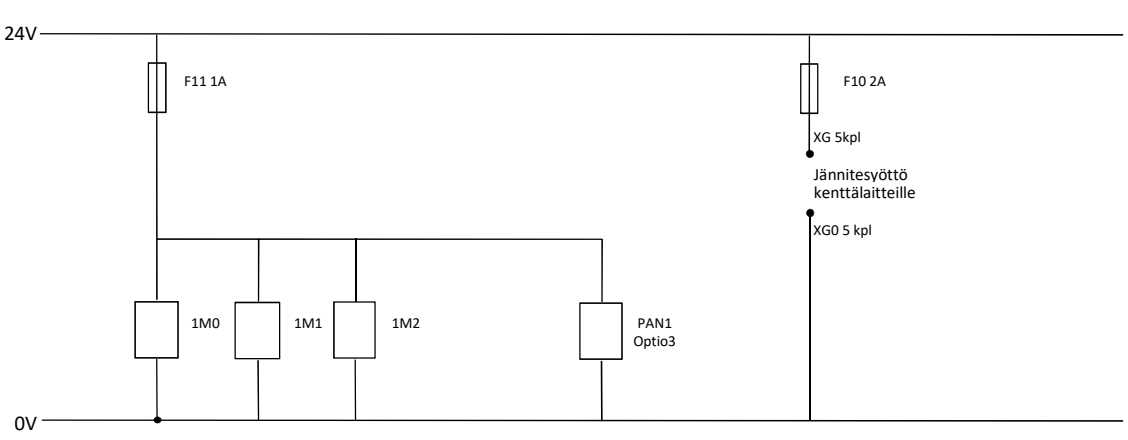 24V
F11 1A
F10 2A
XG 5kpl
Jännitesyöttö
kenttälaitteille
XG0 5 kpl
1M0
1M1
1M2
PAN1
Optio3
0V